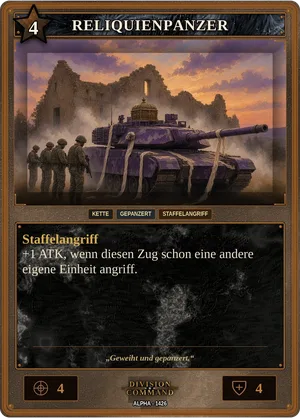 4
RELIQUIENPANZER
KETTE
GEPANZERT
STAFFELANGRIFF
Staffelangriff
+1 ATK, wenn diesen Zug schon eine andere
eigene Einheit angriff.
„Geweiht und gepanzert.“
DIVISION
COMMAND
ALPHA · 1426
4
4